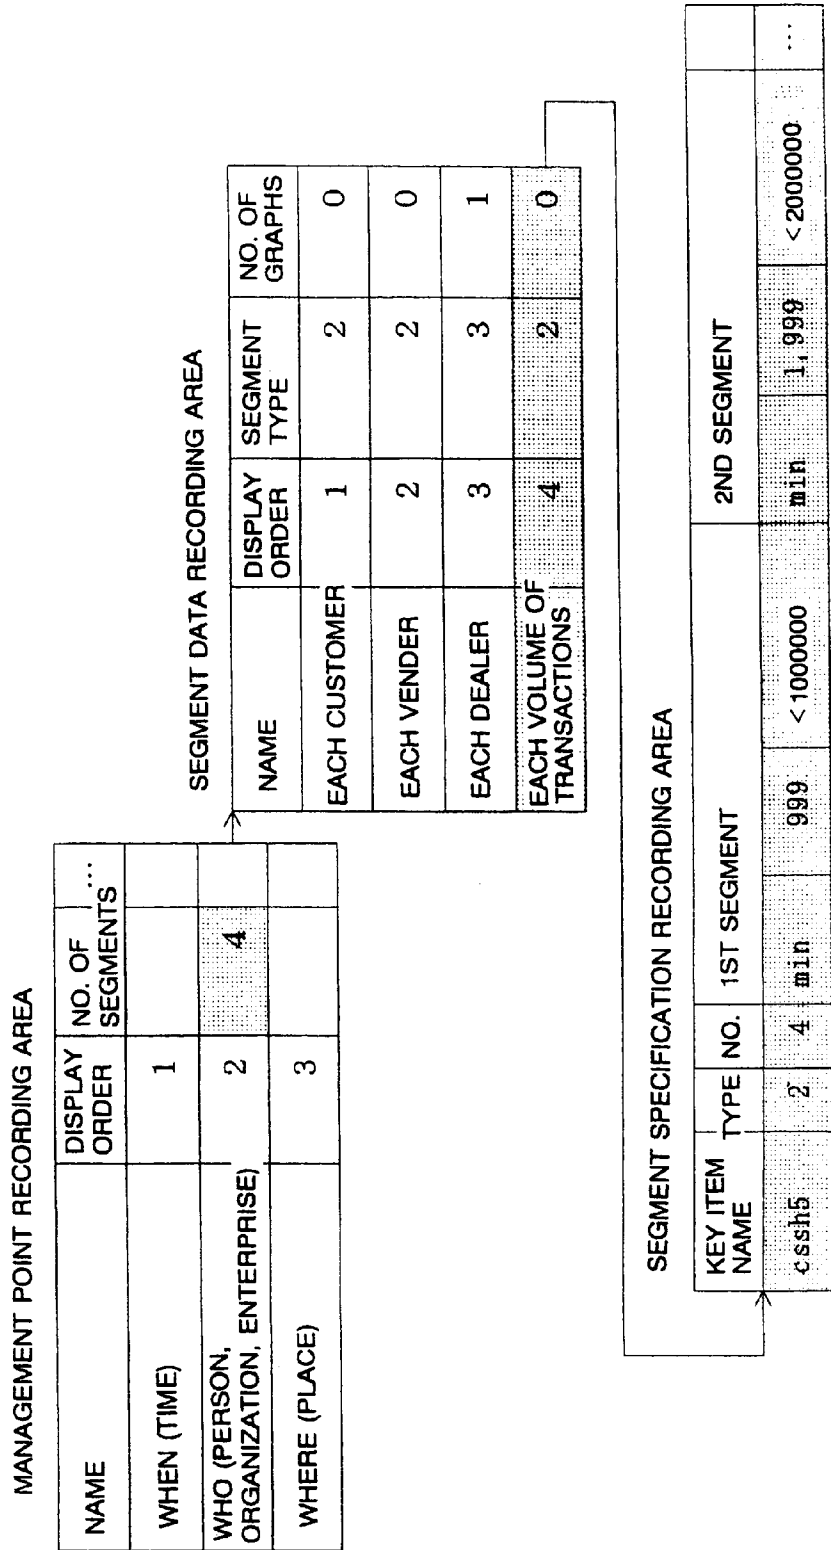 MANAGEMENT POINT RECORDING AREA
NAME
DISPLAY
ORDER
NO. OF
SEGMENTS
...
WHEN (TIME)
1
WHO (PERSON,
ORGANIZATION, ENTERPRISE)
2
4
WHERE (PLACE)
3
SEGMENT DATA RECORDING AREA
NAME
DISPLAY
ORDER
SEGMENT
TYPE
NO. OF
GRAPHS
EACH CUSTOMER
1
2
0
EACH VENDER
2
2
0
EACH DEALER
3
3
1
EACH VOLUME OF
TRANSACTIONS
4
2
0
SEGMENT SPECIFICATION RECORDING AREA
KEY ITEM
NAME
TYPE
NO.
1ST SEGMENT
2ND SEGMENT
cssh5
2
4
min
999
<1000000
min
1,999
<2000000
...